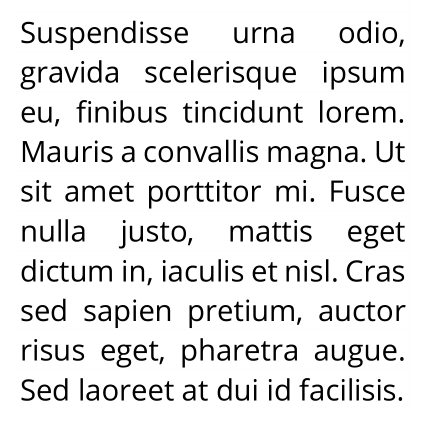 Suspendisse urna odio,
gravida scelerisque ipsum
eu, finibus tincidunt lorem.
Mauris a convallis magna. Ut
sit amet porttitor mi. Fusce
nulla justo, mattis eget
dictum in, iaculis et nisl. Cras
sed sapien pretium, auctor
risus eget, pharetra augue.
Sed laoreet at dui id facilisis.